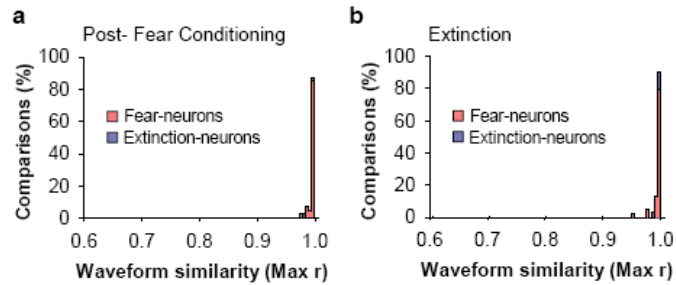 a
Post- Fear Conditioning
Comparisons (%)
100
80
60
40
20
0
Fear-neurons
Extinction-neurons
0.6 0.7 0.8 0.9 1.0
Waveform similarity (Max r)
b
Extinction
Comparisons (%)
100
80
60
40
20
0
Fear-neurons
Extinction-neurons
0.6 0.7 0.8 0.9 1.0
Waveform similarity (Max r)